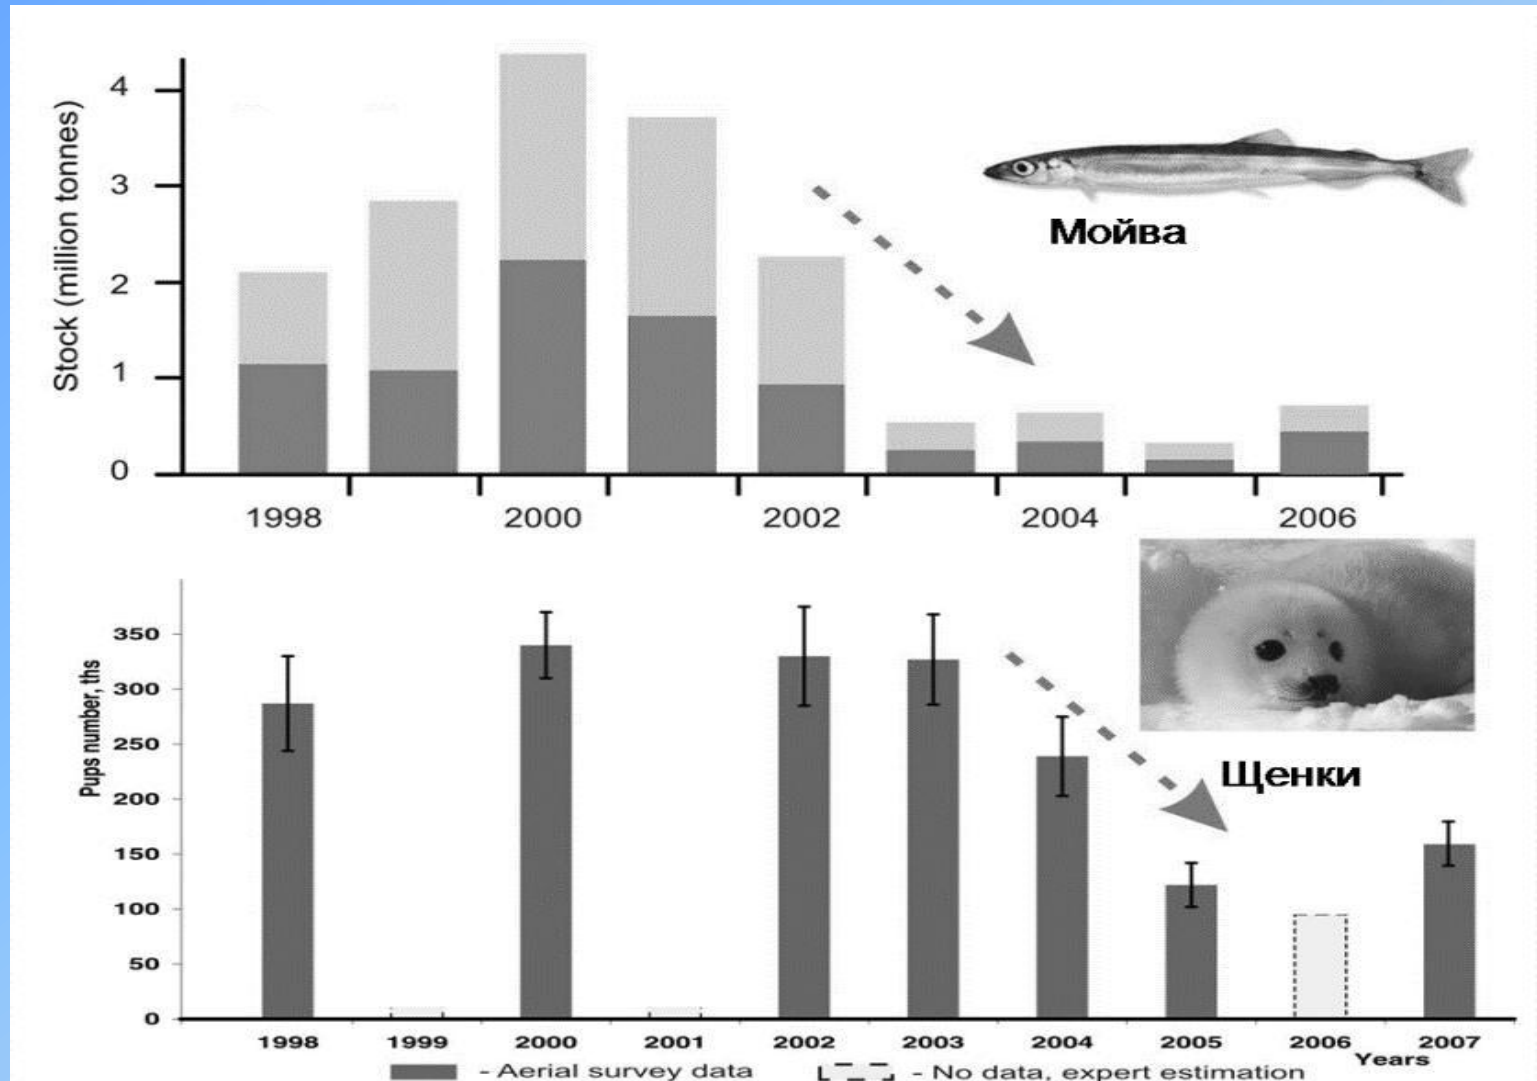 Stock (million tonnes)
4
3
2
1
0
Мойва
1998 2000 2002 2004 2006
Pups number, ths
350
300
250
200
150
100
50
0
Щенки
1998 1999 2000 2001 2002 2003 2004 2005 2006 2007
Years
- Aerial survey data - No data, expert estimation